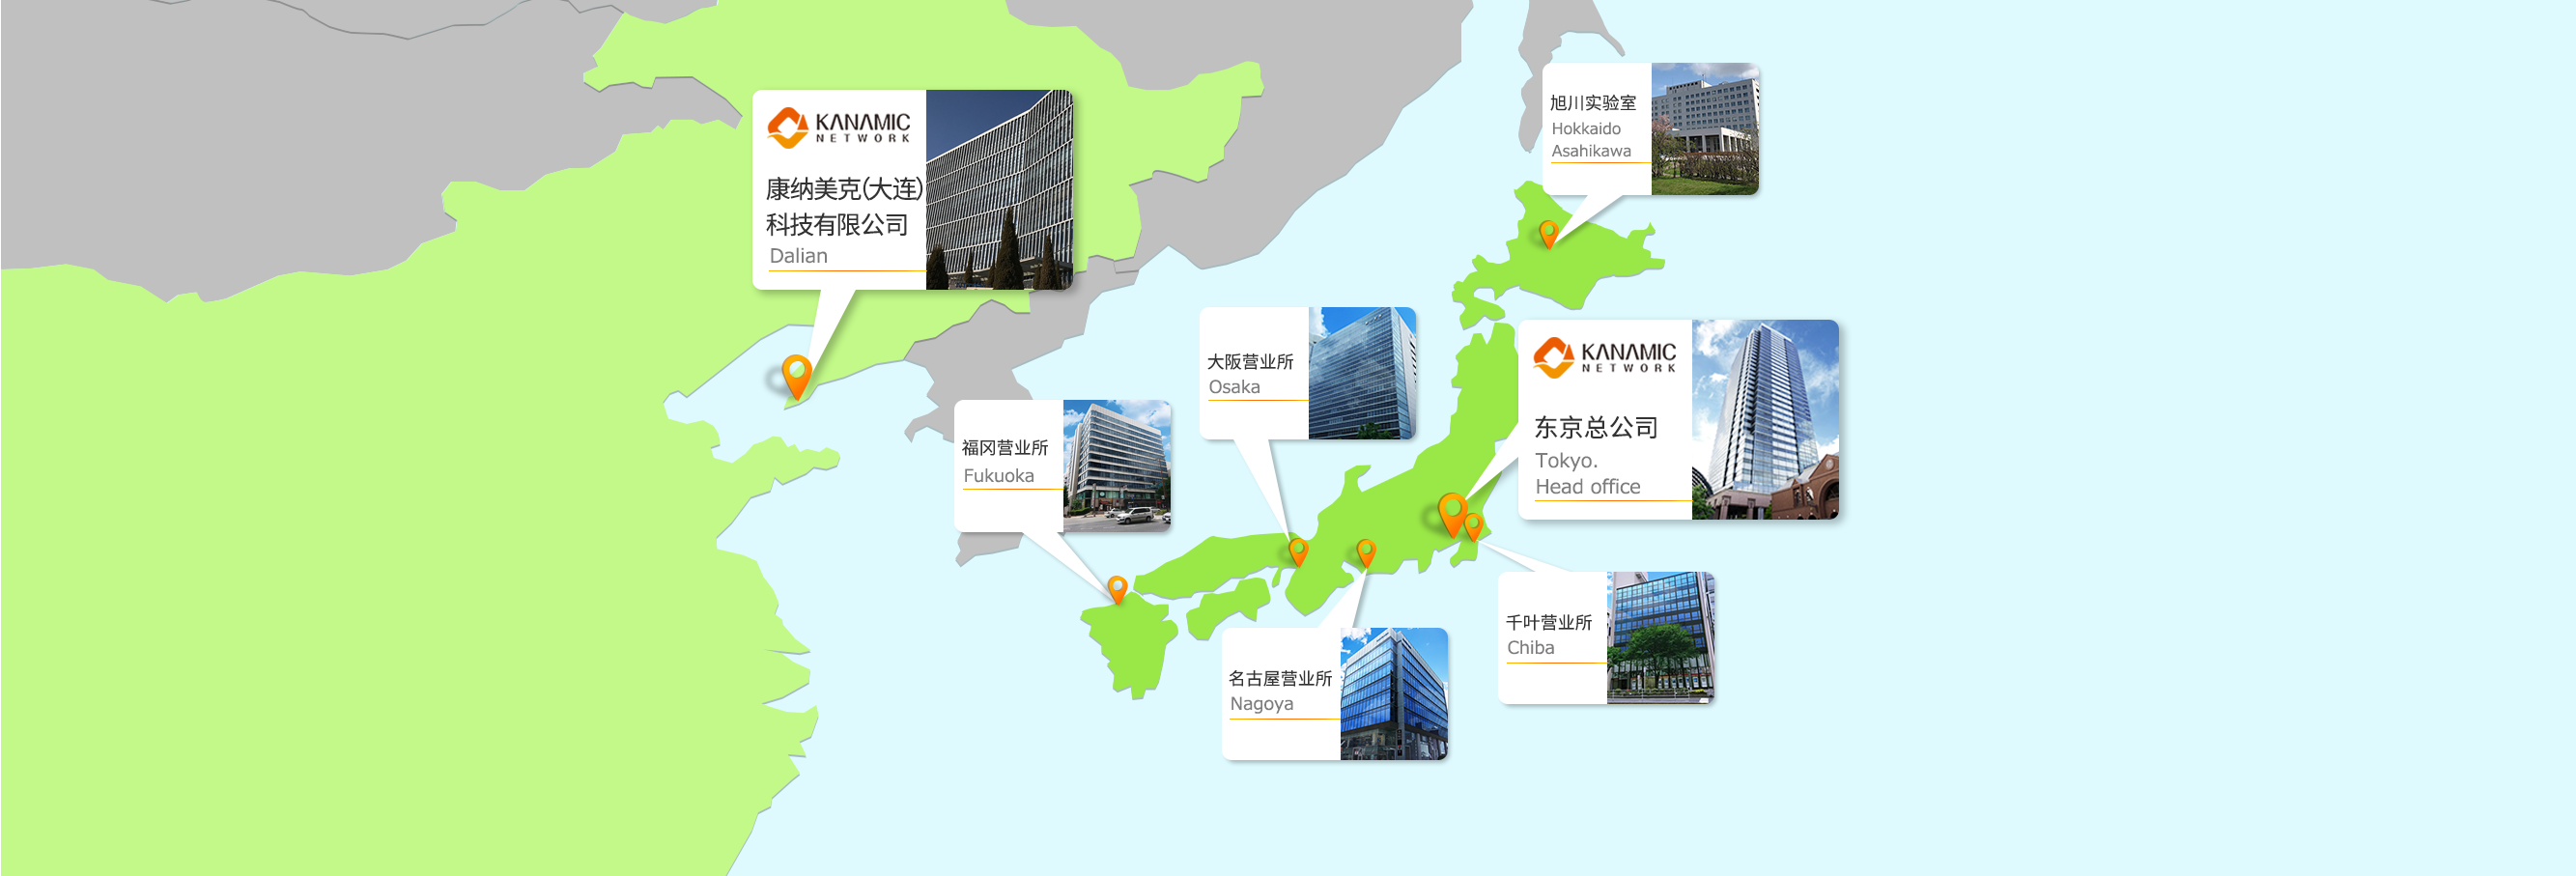 KANAMIC
NETWORK
康纳美克(大连)
科技有限公司
Dalian
旭川实验室
Hokkaido
Asahikawa
大阪营业所
Osaka
KANAMIC
NETWORK
东京总公司
Tokyo.
Head office
福冈营业所
Fukuoka
千叶营业所
Chiba
名古屋营业所
Nagoya